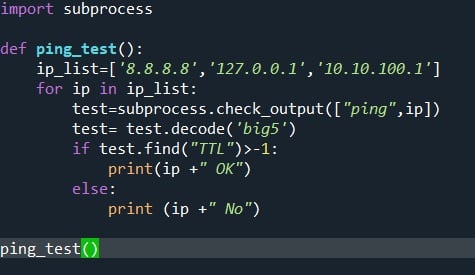 import subprocess
def ping_test():
    ip_list=['8.8.8.8','127.0.0.1','10.10.100.1']
    for ip in ip_list:
        test=subprocess.check_output(["ping",ip])
        test= test.decode('big5')
        if test.find("TTL")>-1:
            print(ip +" OK")
        else:
            print (ip +" No")
ping_test()